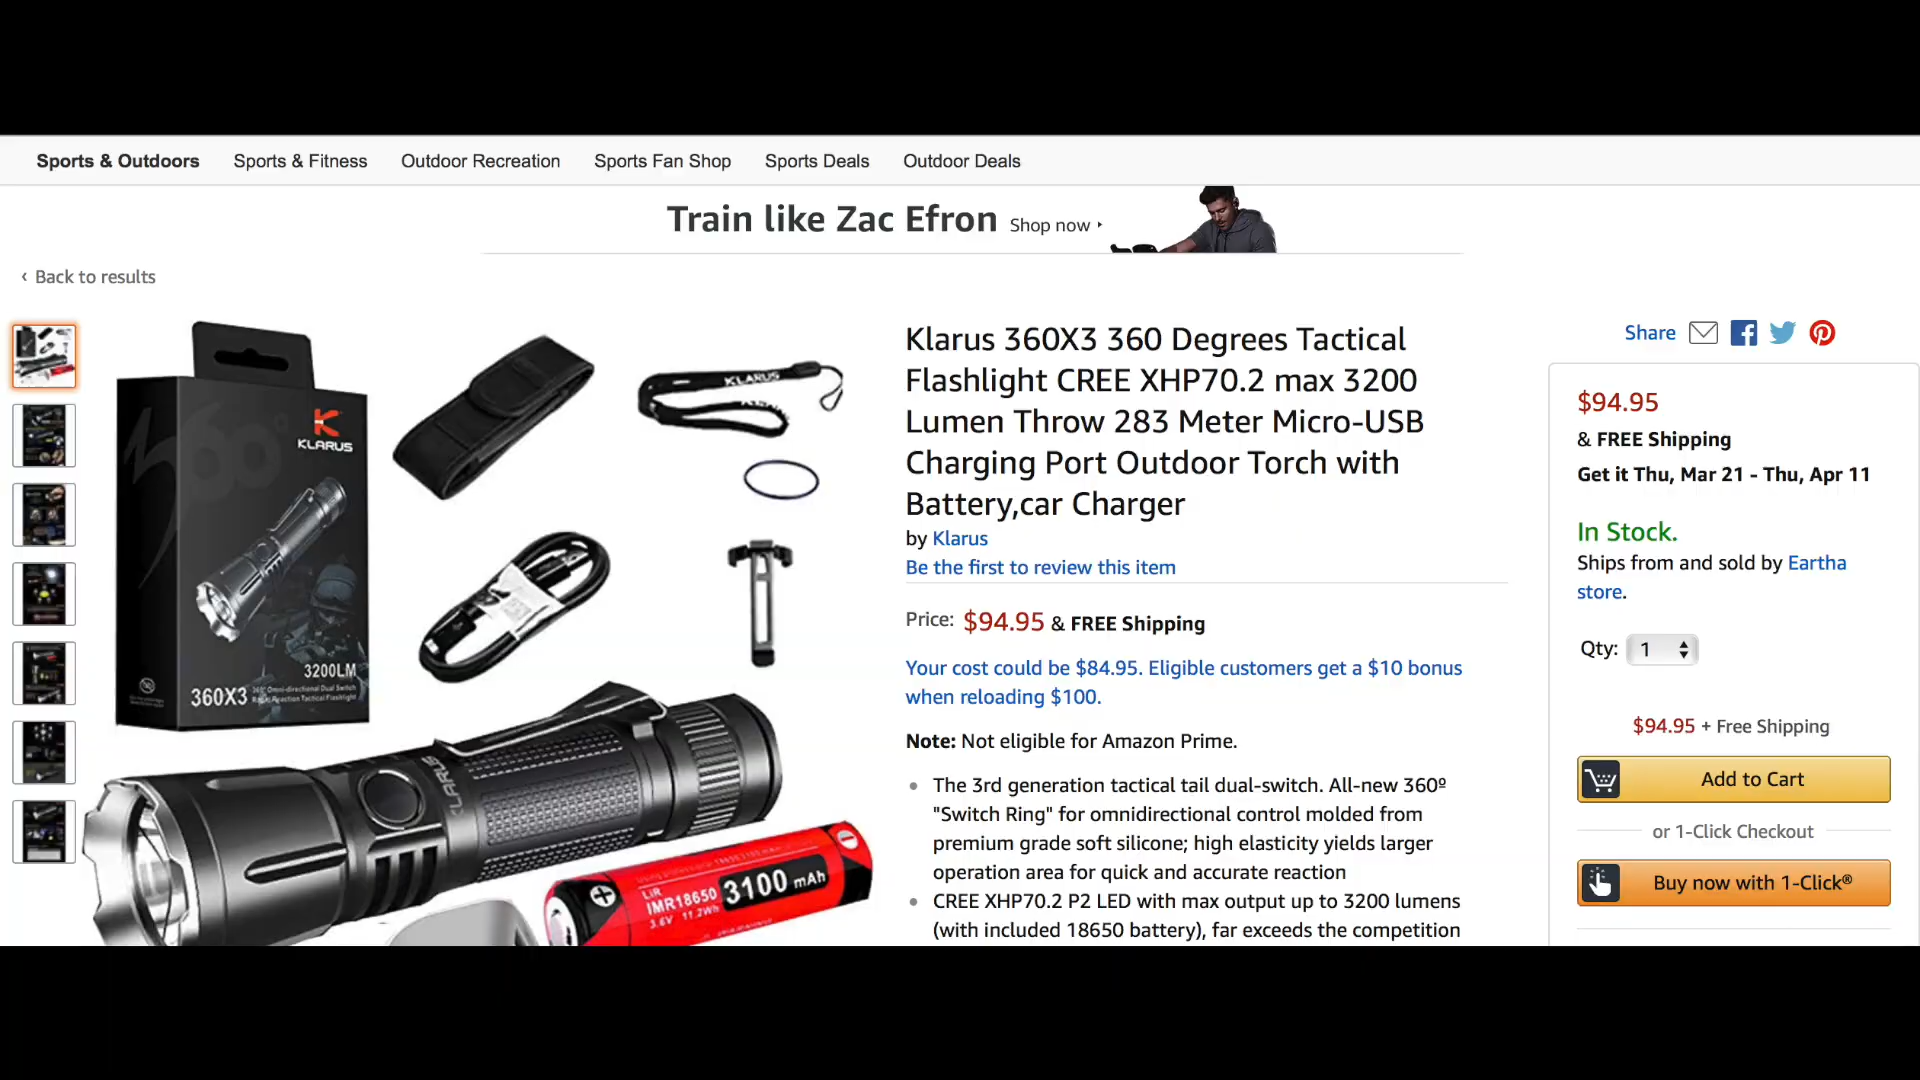 Sports & Outdoors Sports & Fitness Outdoor Recreation Sports Fan Shop Sports Deals Outdoor Deals
Train like Zac Efron Shop now ▸
‹ Back to results
KLARUS
3200LM
360X3
KLARUS
KLARUS
LiR
IMR18650
3.6V 11.2Wh
3100 mAh
Klarus 360X3 360 Degrees Tactical
Flashlight CREE XHP70.2 max 3200
Lumen Throw 283 Meter Micro-USB
Charging Port Outdoor Torch with
Battery,car Charger
by Klarus
Be the first to review this item
Price: $94.95 & FREE Shipping
Your cost could be $84.95. Eligible customers get a $10 bonus
when reloading $100.
Note: Not eligible for Amazon Prime.
• The 3rd generation tactical tail dual-switch. All-new 360º
"Switch Ring" for omnidirectional control molded from
premium grade soft silicone; high elasticity yields larger
operation area for quick and accurate reaction
• CREE XHP70.2 P2 LED with max output up to 3200 lumens
(with included 18650 battery), far exceeds the competition
Share
$94.95
& FREE Shipping
Get it Thu, Mar 21 - Thu, Apr 11
In Stock.
Ships from and sold by Eartha
store.
Qty: 1
$94.95 + Free Shipping
Add to Cart
or 1-Click Checkout
Buy now with 1-Click®